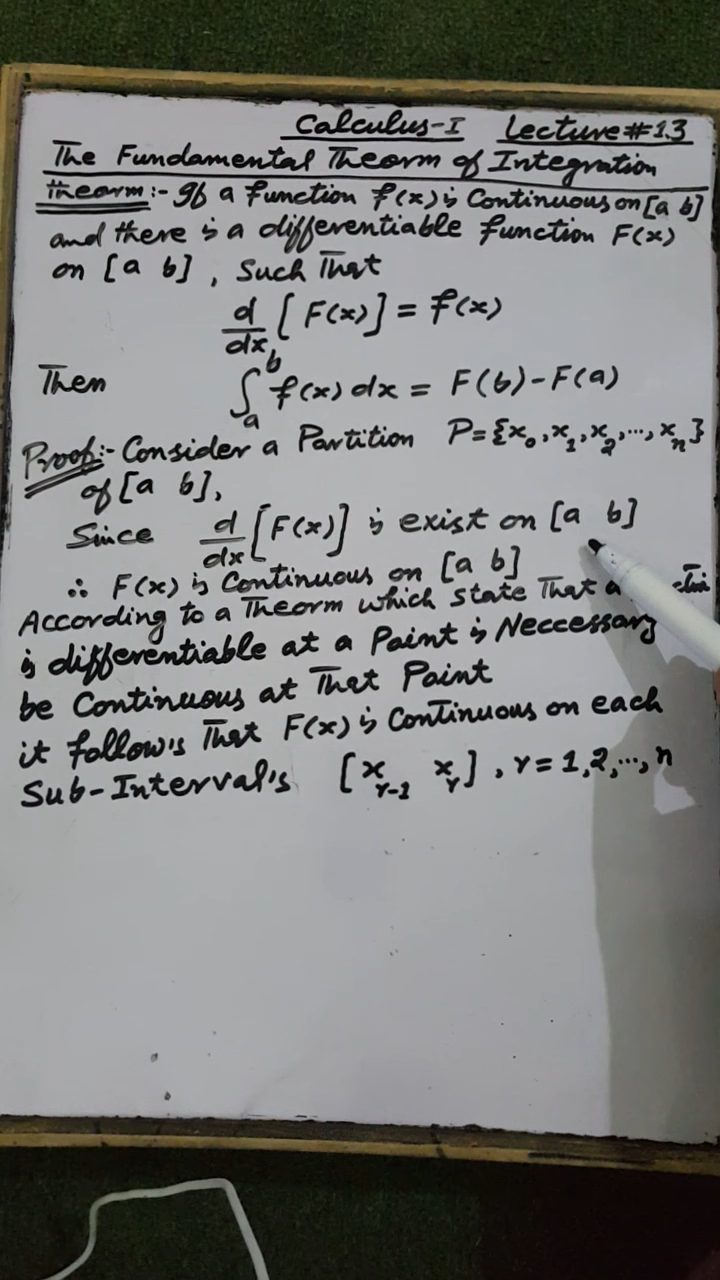 Calculus-I Lecture#13
The Fundamental Theorm of Integration
theorm:- If a function f(x) is Continuous on [a b]
and there is a differentiable function F(x)
on [a b], Such That
d/dx [F(x)] = f(x)
Then ∫_a^b f(x) dx = F(b)-F(a)
Proof:- Consider a Partition P={x₀,x₁,x₂,...,xₙ}
of [a b],
Since d/dx [F(x)] is exist on [a b]
∴ F(x) is Continuous on [a b]
According to a Theorm which state That a
is differentiable at a Point is Neccessary
be Continuous at That Point
it follow's That F(x) is Continuous on each
Sub-Interval's [x_{r-1} x_r], r=1,2,...,n